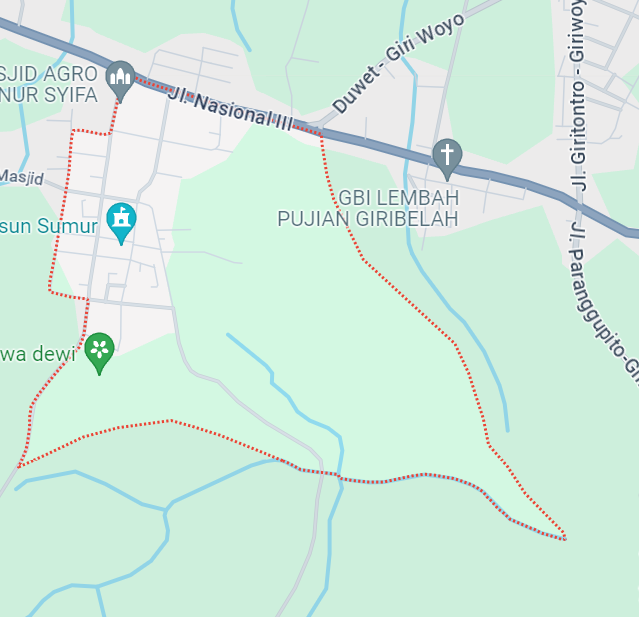 SJID AGRO
NUR SYIFA
Jl. Nasional III
Duwet - Giri Woyo
Jl. Giritontro - Giriwoy
Masjid
GBI LEMBAH
PUJIAN GIRIBELAH
sun Sumur
Jl. Paranggupito-Gi
wa dewi